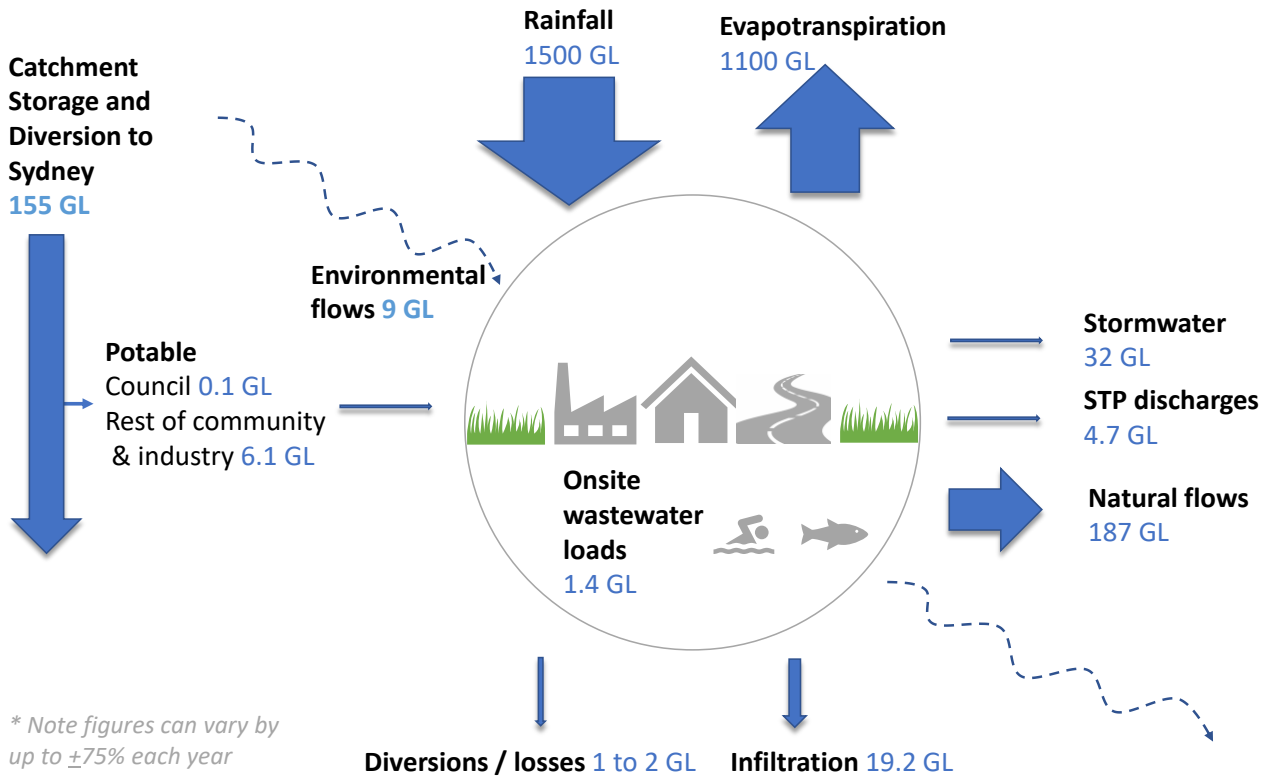 Rainfall
1500 GL
Evapotranspiration
1100 GL
Catchment
Storage and
Diversion to
Sydney
155 GL
Environmental
flows 9 GL
Potable
Council 0.1 GL
Rest of community
& industry 6.1 GL
Stormwater
32 GL
STP discharges
4.7 GL
Natural flows
187 GL
Onsite
wastewater
loads
1.4 GL
* Note figures can vary by
up to ±75% each year
Diversions / losses 1 to 2 GL
Infiltration 19.2 GL